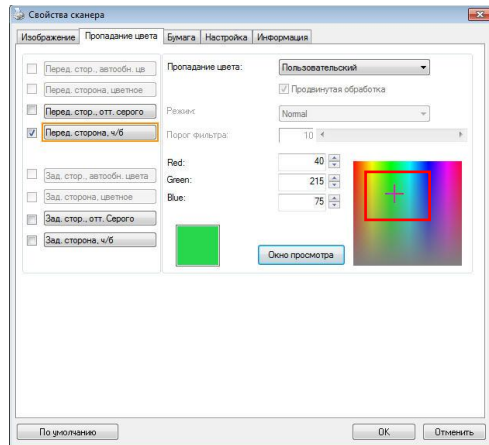 Свойства сканера
Изображение Пропадание цвета Бумага Настройка Информация
Перед. стор., автообн. цв
Перед. сторона, цветное
Перед. стор., отт. серого
Перед. сторона, ч/б
Зад. стор., автообн. цвета
Зад. сторона, цветное
Зад. стор., отт. Серого
Зад. сторона, ч/б
Пропадание цвета: Пользовательский
Продвинутая обработка
Режим: Normal
Порог фильтра: 10
Red: 40
Green: 215
Blue: 75
Окно просмотра
По умолчанию OK Отменить